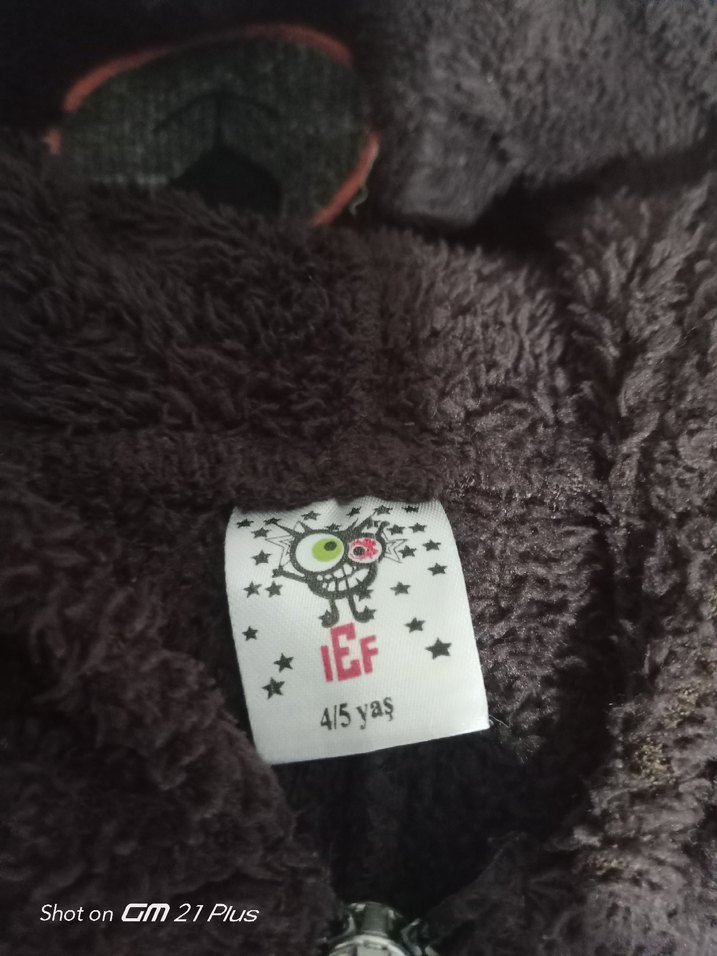 IEF
4/5 yaş
Shot on GM 21 Plus